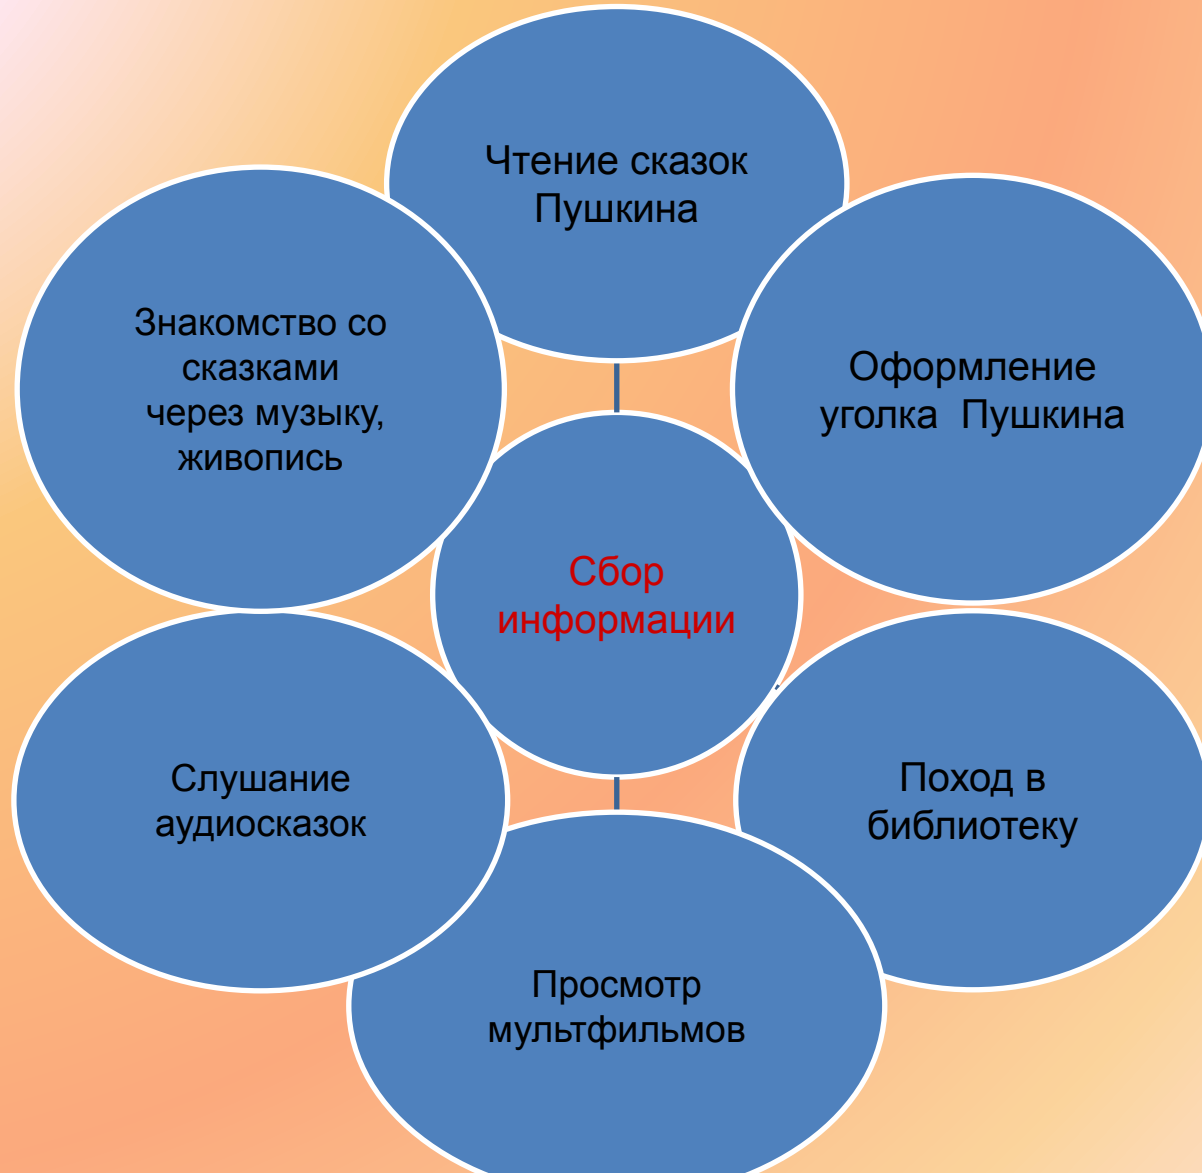 Чтение сказок
Пушкина
Знакомство со
сказками
через музыку,
живопись
Оформление
уголка Пушкина
Сбор
информации
Слушание
аудиосказок
Поход в
библиотеку
Просмотр
мультфильмов